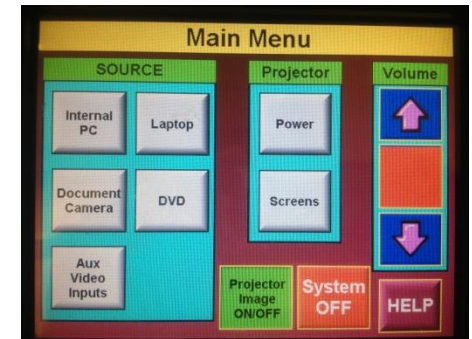 Main Menu
SOURCE
Internal
PC
Laptop
Document
Camera
DVD
Aux
Video
Inputs
Projector
Power
Screens
Volume
Projector
Image
ON/OFF
System
OFF
HELP